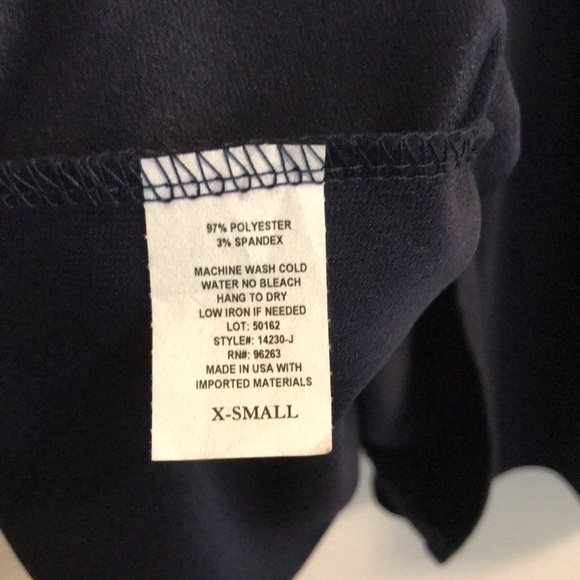 97% POLYESTER
3% SPANDEX
MACHINE WASH COLD
WATER NO BLEACH
HANG TO DRY
LOW IRON IF NEEDED
LOT: 50162
STYLE#: 14230-J
RN#: 96263
MADE IN USA WITH
IMPORTED MATERIALS
X-SMALL